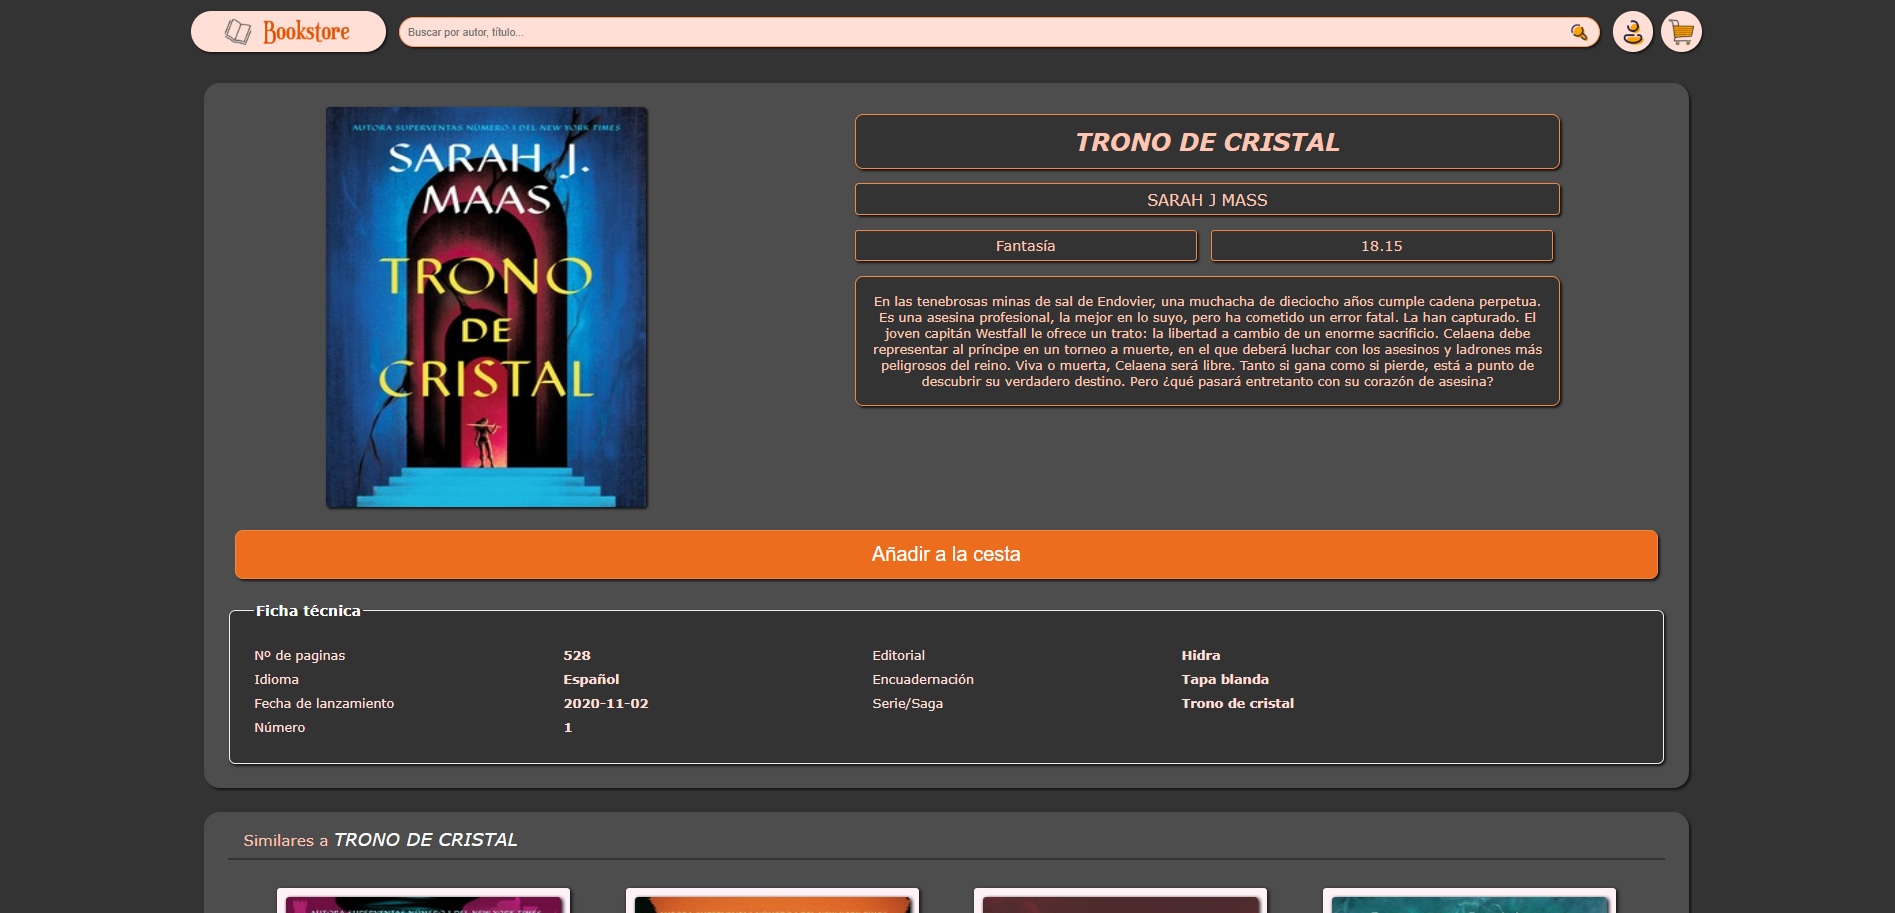 Bookstore
Buscar por autor, título...
AUTORA SUPERVENTAS NÚMERO 1 DEL NEW YORK TIMES
SARAH J.
MAAS
TRONO
DE
CRISTAL
TRONO DE CRISTAL
SARAH J MASS
Fantasía
18.15
En las tenebrosas minas de sal de Endovier, una muchacha de dieciocho años cumple cadena perpetua.
Es una asesina profesional, la mejor en lo suyo, pero ha cometido un error fatal. La han capturado. El
joven capitán Westfall le ofrece un trato: la libertad a cambio de un enorme sacrificio. Celaena debe
representar al príncipe en un torneo a muerte, en el que deberá luchar con los asesinos y ladrones más
peligrosos del reino. Viva o muerta, Celaena será libre. Tanto si gana como si pierde, está a punto de
descubrir su verdadero destino. Pero ¿qué pasará entretanto con su corazón de asesina?
Añadir a la cesta
Ficha técnica
Nº de paginas 528 Editorial Hidra
Idioma Español Encuadernación Tapa blanda
Fecha de lanzamiento 2020-11-02 Serie/Saga Trono de cristal
Número 1
Similares a TRONO DE CRISTAL
AUTORA SUPERVENTAS NÚMERO 1 DEL NEW YORK TIMES